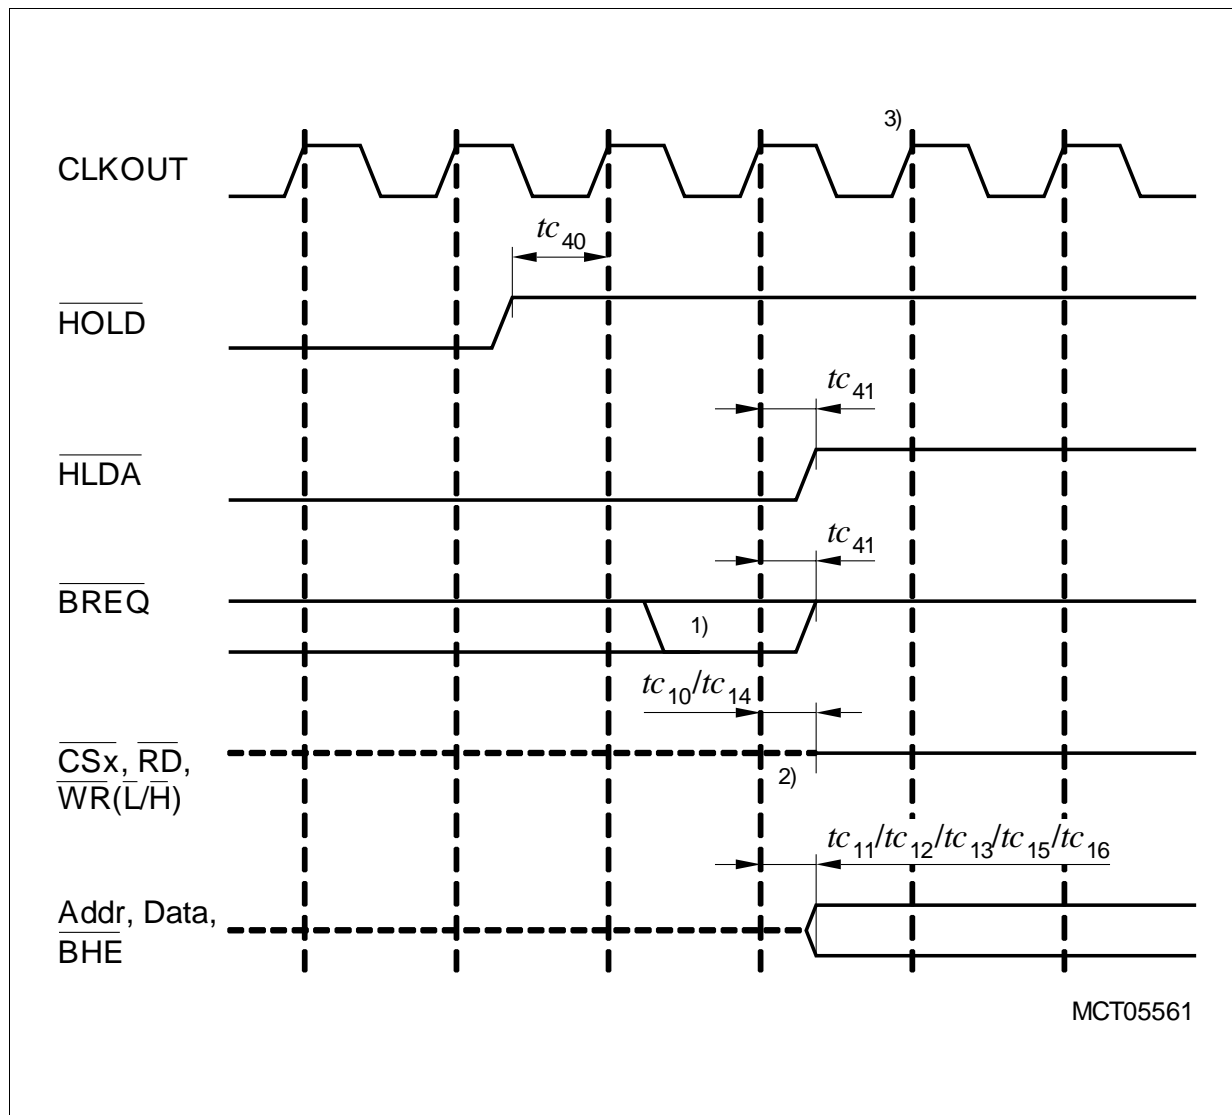 3)
CLKOUT
tc40
HOLD
tc41
HLDA
tc41
BREQ
1)
tc10/tc14
CSx, RD,
WR(L/H)
2)
tc11/tc12/tc13/tc15/tc16
Addr, Data,
BHE
MCT05561